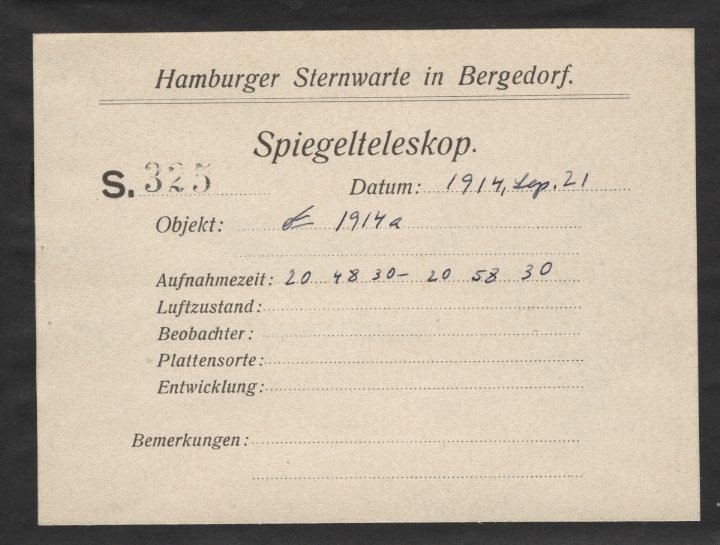 Hamburger Sternwarte in Bergedorf.
Spiegelteleskop.
S. 325 Datum: 1914, Sep. 21
Objekt: 1914a
Aufnahmezeit: 20 48 30 – 20 58 30
Luftzustand:
Beobachter:
Plattensorte:
Entwicklung:
Bemerkungen: